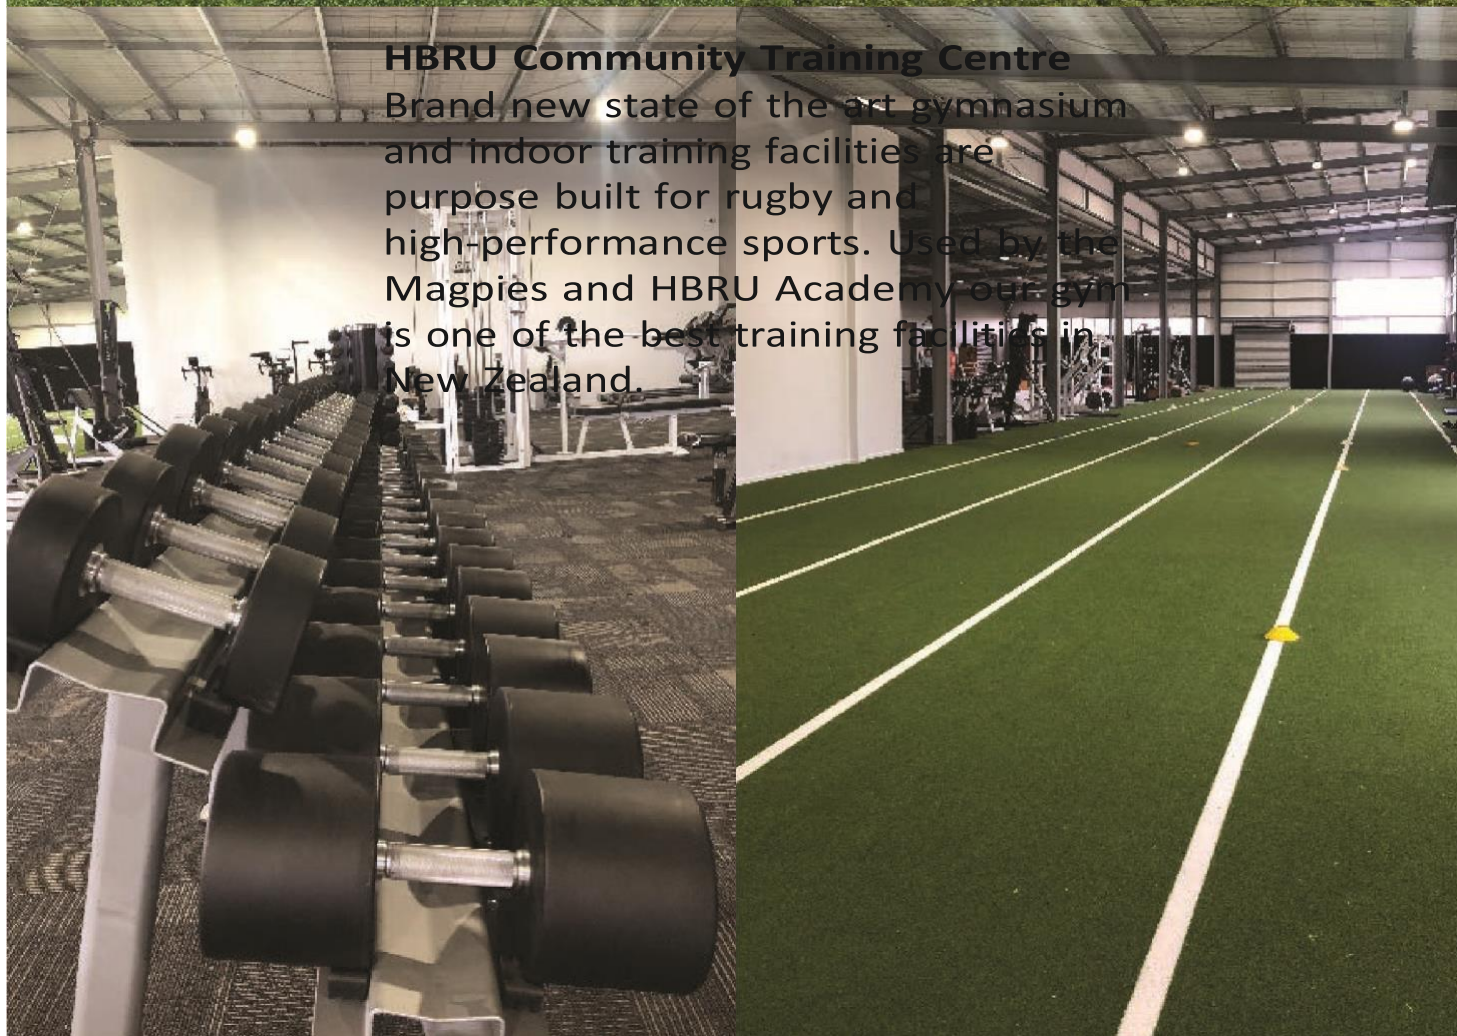 HBRU Community Training Centre
Brand new state of the art gymnasium
and indoor training facilities are
purpose built for rugby and
high-performance sports. Used by the
Magpies and HBRU Academy our gym
is one of the best training facilities in
New Zealand.